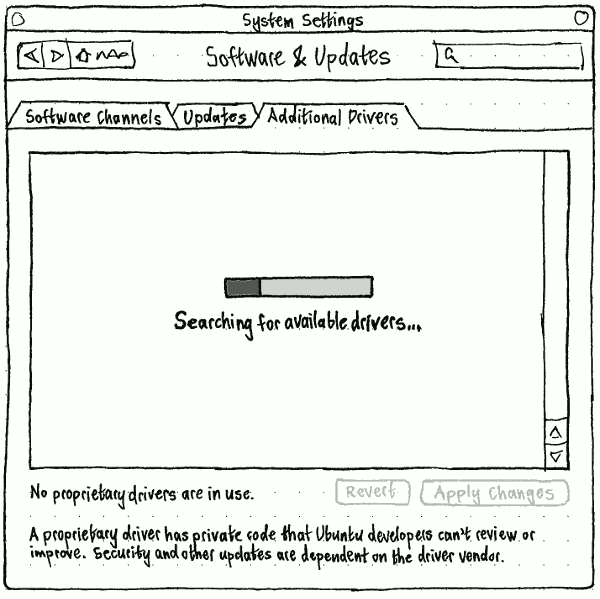 System Settings
Software & Updates
Software Channels
Updates
Additional Drivers
Searching for available drivers...
No proprietary drivers are in use.
Revert
Apply Changes
A proprietary driver has private code that Ubuntu developers can't review or
improve. Security and other updates are dependent on the driver vendor.